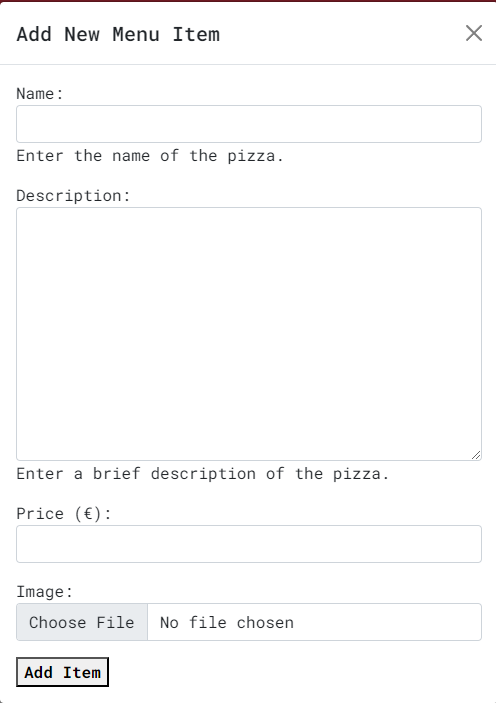 Add New Menu Item
Name:
Enter the name of the pizza.
Description:
Enter a brief description of the pizza.
Price (€):
Image:
Choose File No file chosen
Add Item